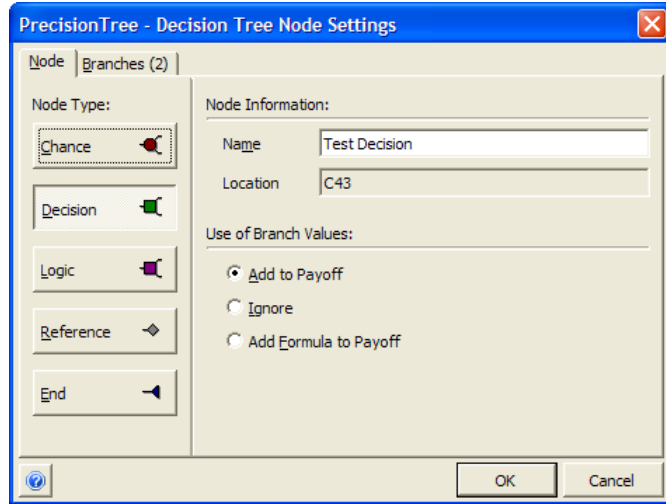 PrecisionTree - Decision Tree Node Settings
Node
Branches (2)
Node Type:
Chance
Decision
Logic
Reference
End
Node Information:
Name
Test Decision
Location
C43
Use of Branch Values:
Add to Payoff
Ignore
Add Formula to Payoff
?
OK
Cancel